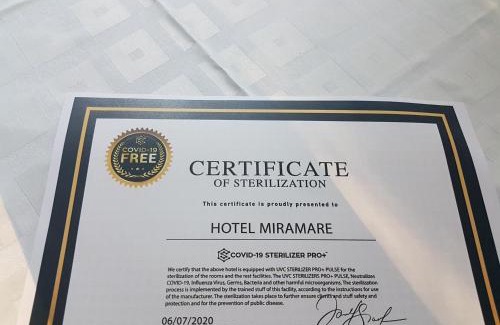 COVID-19
FREE
CERTIFICATE
OF STERILIZATION
This certificate is proudly presented to
HOTEL MIRAMARE
COVID-19 STERILIZER PRO+
We certify that the above hotel is equipped with UVC STERILIZER PRO+ PULSE for the
sterilization of the rooms and the rest facilities. The UVC STERILIZERS PRO+ PULSE, Neutralizes
COVID-19, Influenza Virus, Germs, Bacteria and other harmful microorganisms. The sterilization
process is implemented by the trained stuff of this facility, according to the instructions for use
of the manufacturer. The sterilization takes place to further ensure clients and stuff safety
and protection and for the prevention of public disease.
06/07/2020